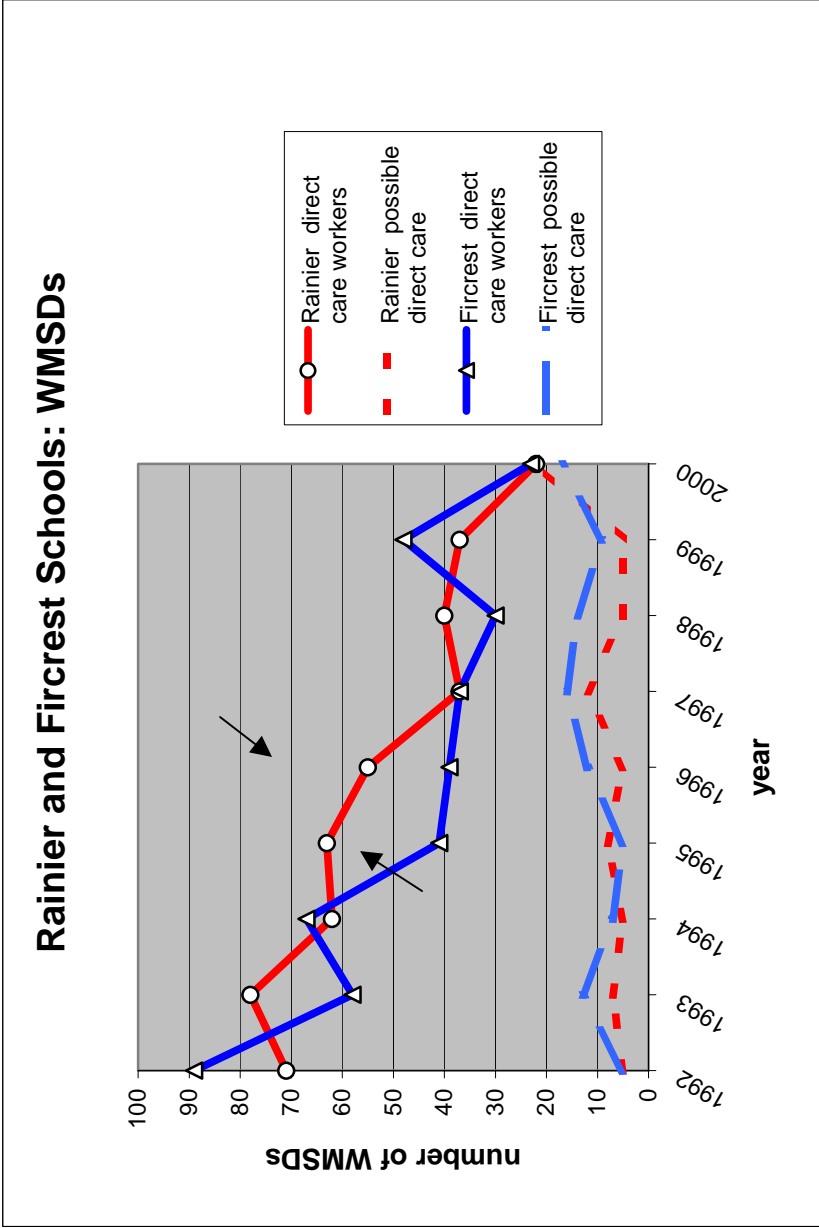 Rainier and Fircrest Schools: WMSDs
number of WMSDs
100
90
80
70
60
50
40
30
20
10
0
1992
1993
1994
1995
1996
1997
1998
1999
2000
year
Rainier direct
care workers
Rainier possible
direct care
Fircrest direct
care workers
Fircrest possible
direct care